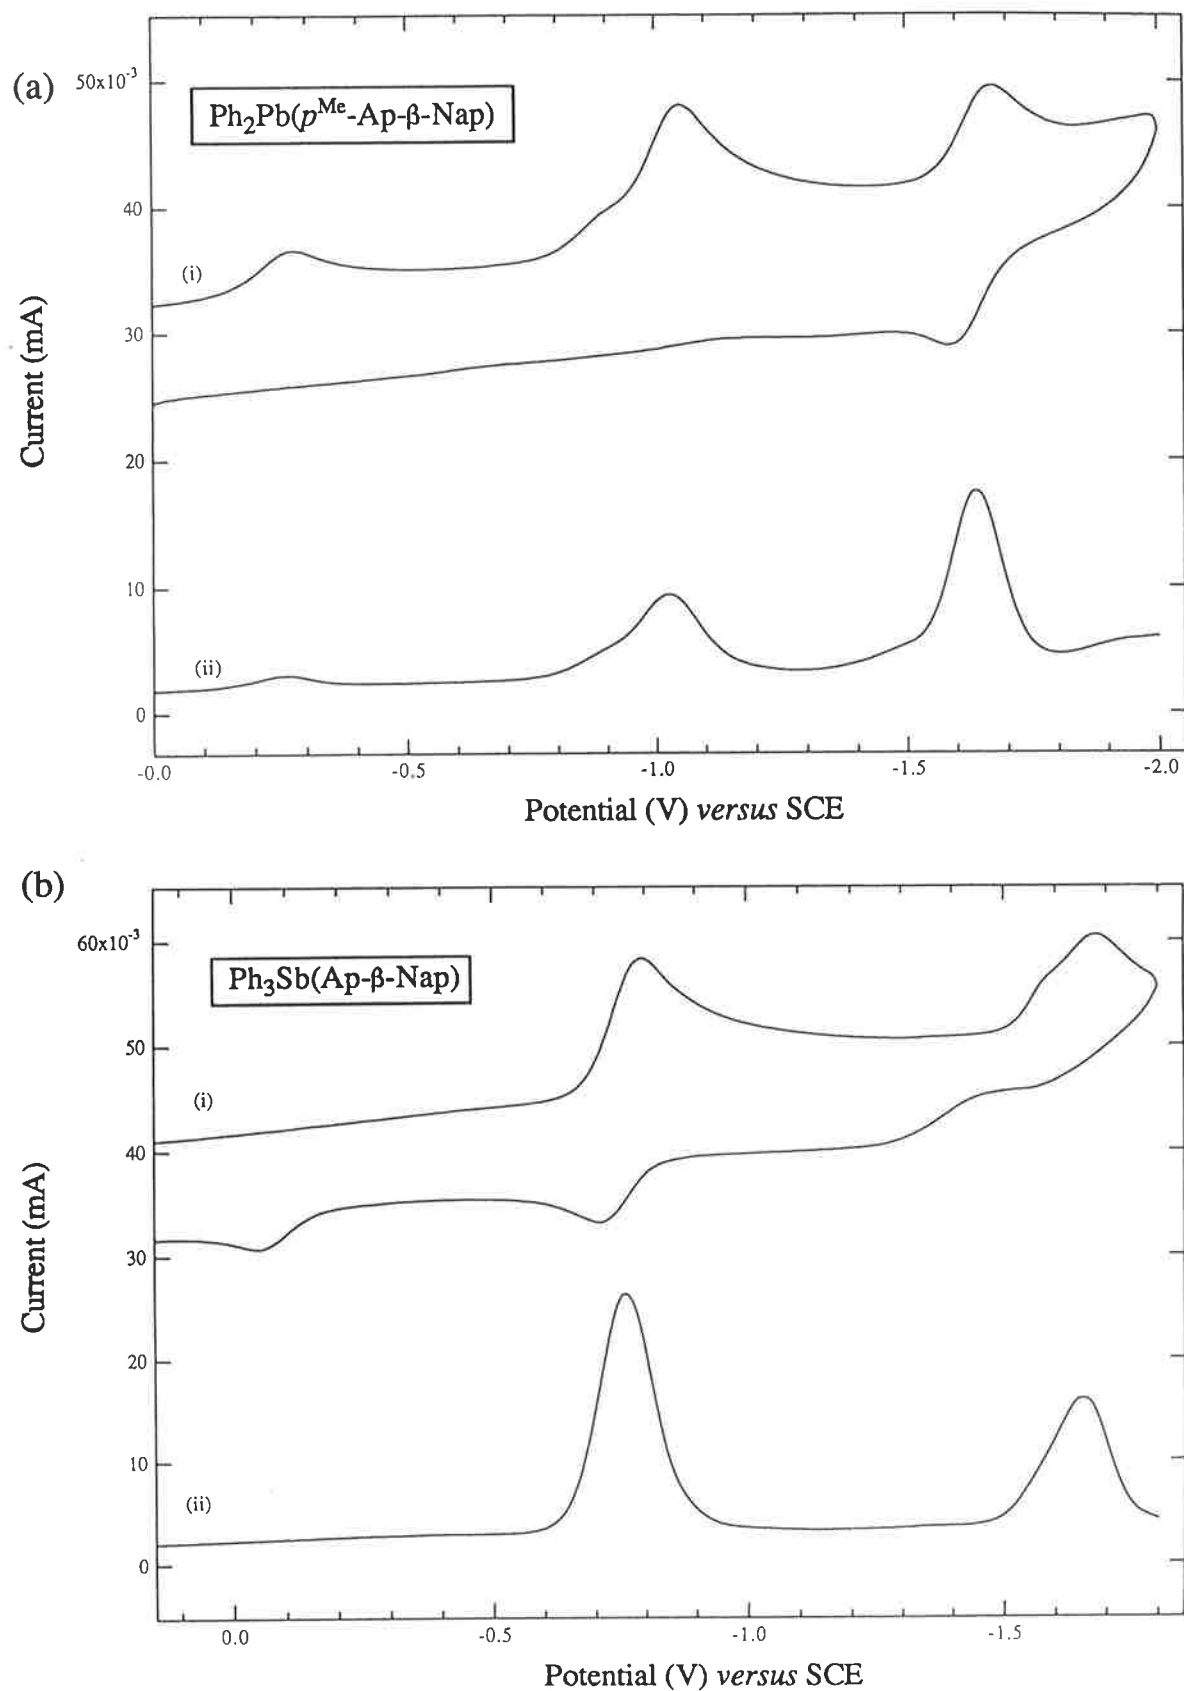 (a)
50x10⁻³
Ph₂Pb(pᴹᵉ-Ap-β-Nap)
40
(i)
30
20
10
(ii)
0
-0.0 -0.5 -1.0 -1.5 -2.0
Current (mA)
Potential (V) versus SCE
(b)
60x10⁻³
Ph₃Sb(Ap-β-Nap)
50
(i)
40
30
20
10
(ii)
0
0.0 -0.5 -1.0 -1.5
Current (mA)
Potential (V) versus SCE